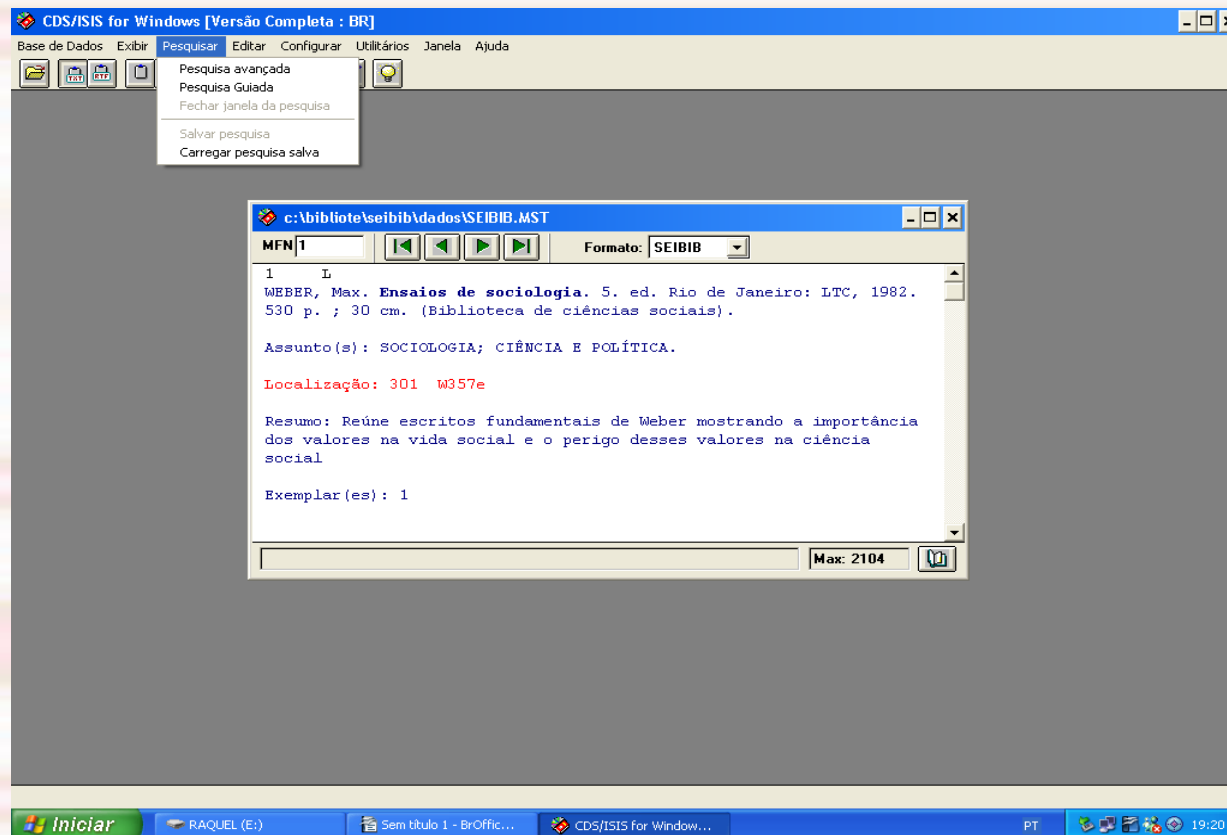 CDS/ISIS for Windows [Versão Completa : BR]
Base de Dados Exibir Pesquisar Editar Configurar Utilitários Janela Ajuda
TXT RTF
Pesquisa avançada
Pesquisa Guiada
Fechar janela da pesquisa
Salvar pesquisa
Carregar pesquisa salva
c:\bibliote\seibib\dados\SEIBIB.MST
MFN 1 Formato: SEIBIB
1 L
WEBER, Max. Ensaios de sociologia. 5. ed. Rio de Janeiro: LTC, 1982.
530 p. ; 30 cm. (Biblioteca de ciências sociais).
Assunto(s): SOCIOLOGIA; CIÊNCIA E POLÍTICA.
Localização: 301 W357e
Resumo: Reúne escritos fundamentais de Weber mostrando a importância
dos valores na vida social e o perigo desses valores na ciência
social
Exemplar(es): 1
Max: 2104
Iniciar RAQUEL (E:) Sem título 1 - BrOffic... CDS/ISIS for Window... PT 19:20